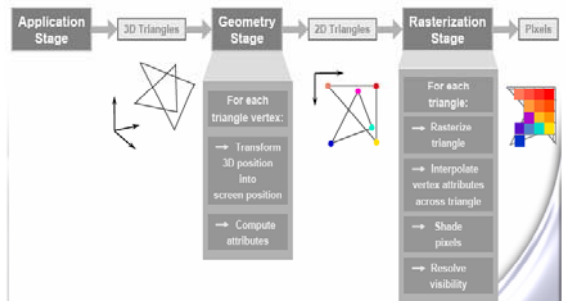 Application
Stage
3D Triangles
Geometry
Stage
2D Triangles
Rasterization
Stage
Pixels
For each
triangle vertex:
→ Transform
3D position
into
screen position
→ Compute
attributes
For each
triangle:
→ Rasterize
triangle
→ Interpolate
vertex attributes
across triangle
→ Shade
pixels
→ Resolve
visibility